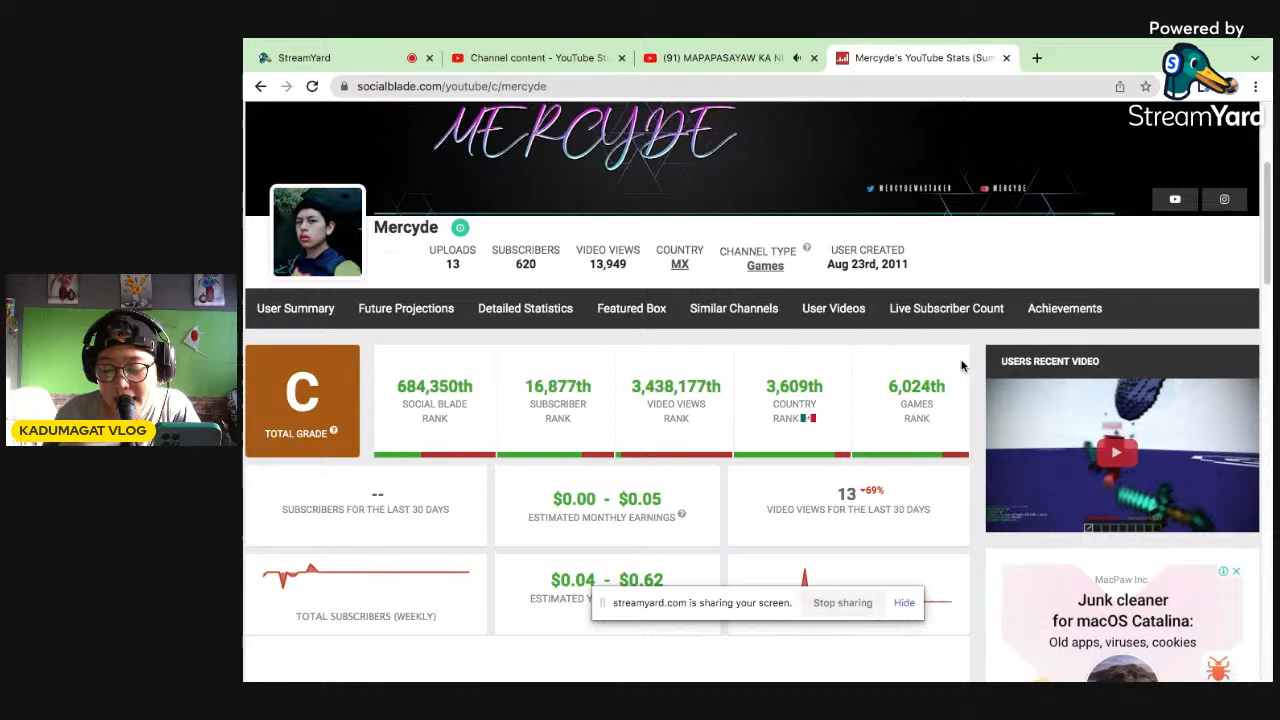 Powered by
StreamYard
StreamYard
Channel content - YouTube St
(91) MAPAPASAYAW KA N
Mercyde's YouTube Stats (Sum
socialblade.com/youtube/c/mercyde
MERCYDE
MERCYDEWASTAKEN
MERCYDE
Mercyde
UPLOADS
13
SUBSCRIBERS
620
VIDEO VIEWS
13,949
COUNTRY
MX
CHANNEL TYPE ?
Games
USER CREATED
Aug 23rd, 2011
User Summary
Future Projections
Detailed Statistics
Featured Box
Similar Channels
User Videos
Live Subscriber Count
Achievements
C
TOTAL GRADE ?
684,350th
SOCIAL BLADE
RANK
16,877th
SUBSCRIBER
RANK
3,438,177th
VIDEO VIEWS
RANK
3,609th
COUNTRY
RANK
6,024th
GAMES
RANK
USERS RECENT VIDEO
--
SUBSCRIBERS FOR THE LAST 30 DAYS
$0.00 - $0.05
ESTIMATED MONTHLY EARNINGS ?
13 -69%
VIDEO VIEWS FOR THE LAST 30 DAYS
TOTAL SUBSCRIBERS (WEEKLY)
$0.04 - $0.62
ESTIMATED Y
streamyard.com is sharing your screen.
Stop sharing
Hide
MacPaw Inc.
Junk cleaner
for macOS Catalina:
Old apps, viruses, cookies
KADUMAGAT VLOG